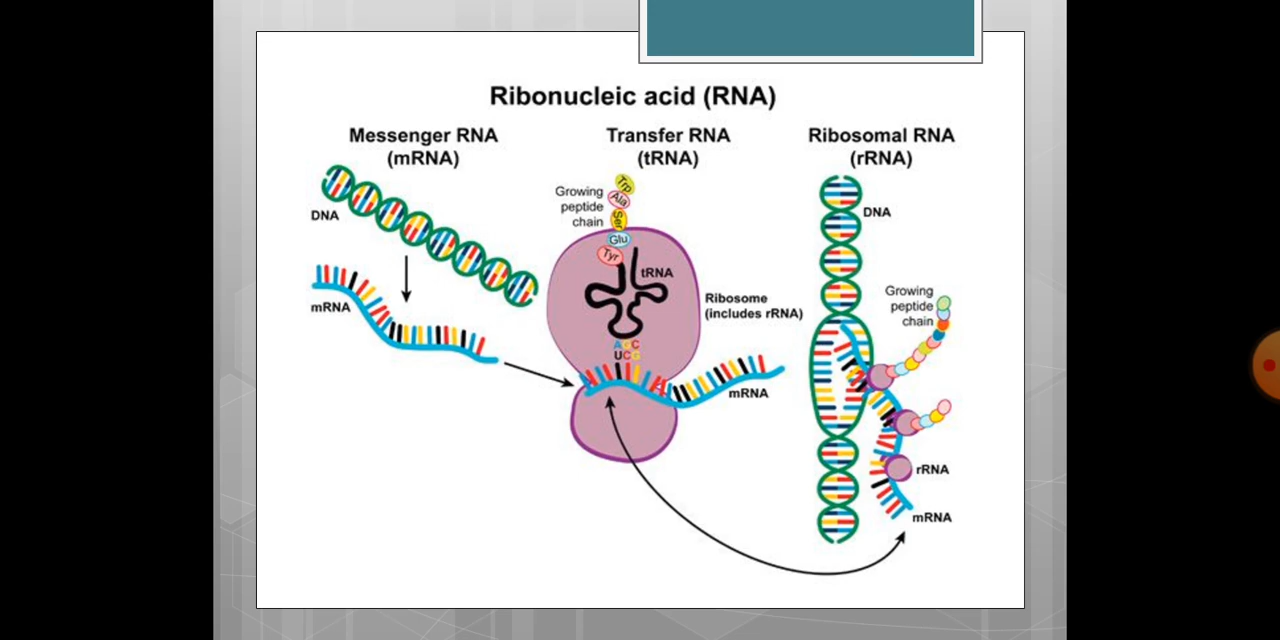 Ribonucleic acid (RNA)
Messenger RNA
(mRNA)
DNA
mRNA
Transfer RNA
(tRNA)
Growing
peptide
chain
Trp
Ala
Ser
Glu
Tyr
tRNA
Ribosome
(includes rRNA)
AGC
UCG
mRNA
Ribosomal RNA
(rRNA)
DNA
Growing
peptide
chain
rRNA
mRNA